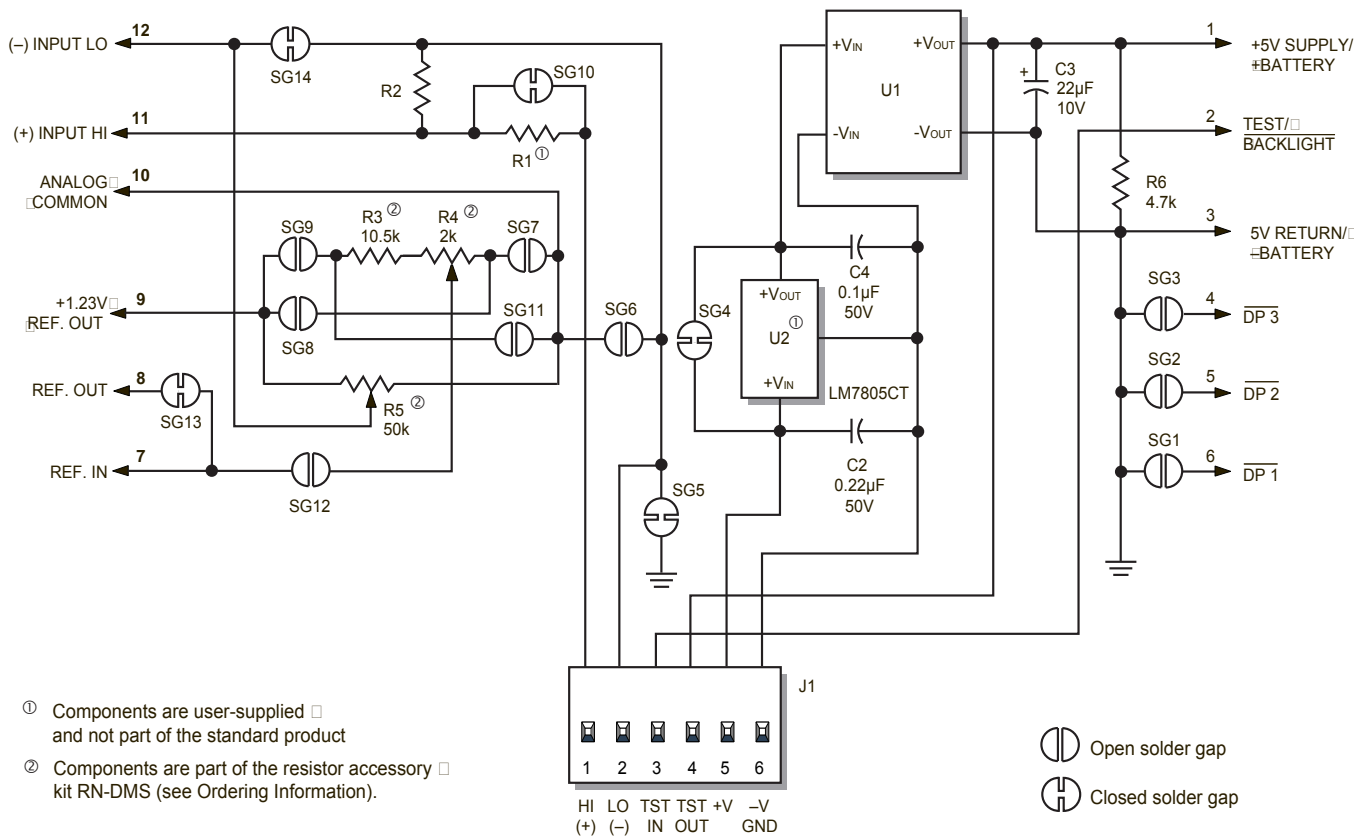 (–) INPUT LO
12
SG14
R2
SG10
(+) INPUT HI
11
R1 ①
ANALOG□
□COMMON
10
SG9
R3 ②
10.5k
R4 ②
2k
SG7
+1.23V□
□REF. OUT
9
SG8
SG11
SG6
REF. OUT
8
SG13
R5 ②
50k
REF. IN
7
SG12
SG5
SG4
+VIN
+VOUT
U1
-VIN
-VOUT
C4
0.1µF
50V
+VOUT
U2 ①
+VIN
LM7805CT
C2
0.22µF
50V
+
C3
22µF
10V
1
+5V SUPPLY/
+BATTERY
2
TEST/□
BACKLIGHT
R6
4.7k
3
5V RETURN/□
–BATTERY
SG3
4
DP 3
SG2
5
DP 2
SG1
6
DP 1
J1
1 2 3 4 5 6
HI LO TST TST +V –V
(+) (–) IN OUT GND
① Components are user-supplied □
and not part of the standard product
② Components are part of the resistor accessory □
kit RN-DMS (see Ordering Information).
Open solder gap
Closed solder gap